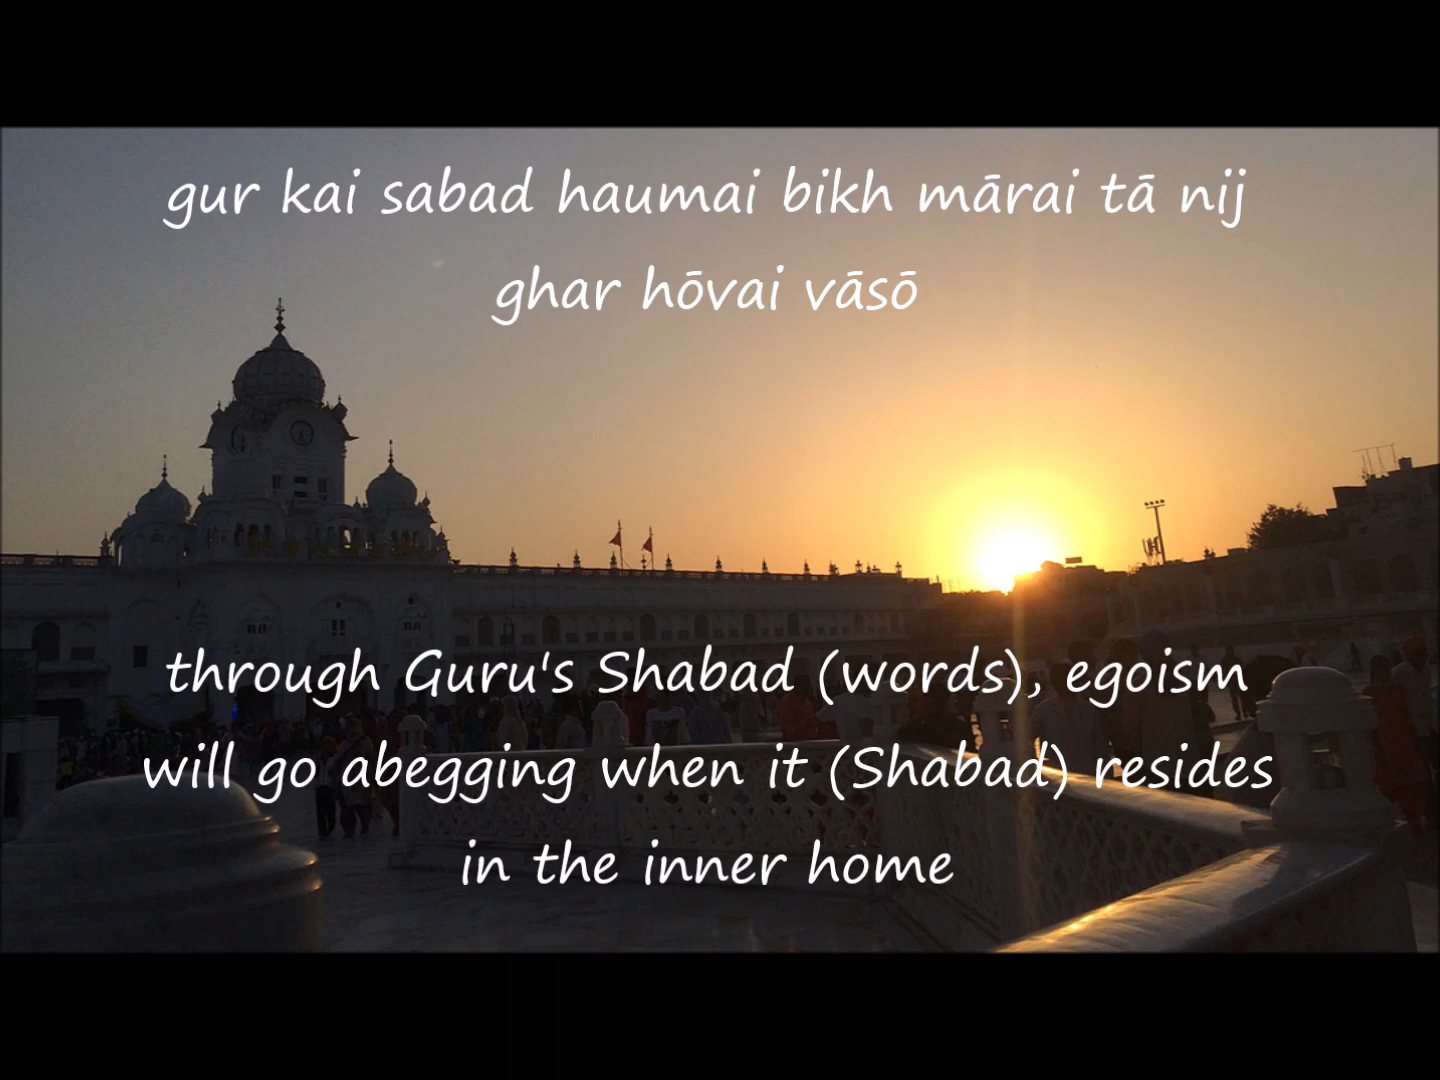 gur kai sabad haumai bikh mārai tā nij
ghar hōvai vāsō
through Guru's Shabad (words), egoism
will go abegging when it (Shabad) resides
in the inner home